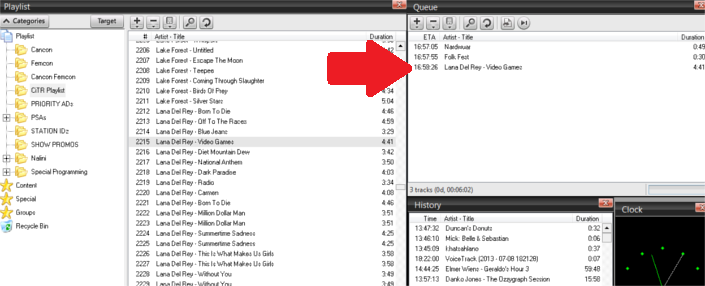 Playlist
Categories
Target
Playlist
Cancon
Femcon
Cancon Femcon
CiTR Playlist
PRIORITY ADs
PSAs
STATION IDz
SHOW PROMOS
Nalini
Special Programming
Content
Special
Groups
Recycle Bin
# Artist - Title Duration
2206 Lake Forest - Untitled
2207 Lake Forest - Escape The Moon
2208 Lake Forest - Teepee
2209 Lake Forest - Coming Through Slaughter
2210 Lake Forest - Birds Of Prey 4:34
2211 Lake Forest - Silver Stars 5:04
2212 Lana Del Rey - Born To Die 4:46
2213 Lana Del Rey - Off To The Races 4:59
2214 Lana Del Rey - Blue Jeans 3:29
2215 Lana Del Rey - Video Games 4:41
2216 Lana Del Rey - Diet Mountain Dew 3:42
2217 Lana Del Rey - National Anthem 3:50
2218 Lana Del Rey - Dark Paradise 4:03
2219 Lana Del Rey - Radio 3:34
2220 Lana Del Rey - Carmen 4:08
2221 Lana Del Rey - Born To Die 4:46
2222 Lana Del Rey - Million Dollar Man 3:51
2223 Lana Del Rey - Million Dollar Man 3:51
2224 Lana Del Rey - Summertime Sadness 4:25
2225 Lana Del Rey - Summertime Sadness 4:25
2226 Lana Del Rey - This Is What Makes Us Girls 3:58
2227 Lana Del Rey - This Is What Makes Us Girls 3:58
2228 Lana Del Rey - Without You 3:49
2229 Lana Del Rey - Without You 3:49
Queue
ETA Artist - Title Duration
16:57:05 Nardwuar 0:49
16:57:55 Folk Fest 0:30
16:58:26 Lana Del Rey - Video Games 4:41
3 tracks (0d, 00:06:02)
History
Time Artist - Title Duration
13:47:32 Duncan's Donuts 0:32
13:46:10 Mick: Belle & Sebastian 0:06
13:45:09 f.hatsahlano 0:37
18:22:00 VoiceTrack (2013 - 07-08 182128) 0:07
14:44:25 Elmer Wiens - Geraldo's Hour 3 59:48
13:57:13 Danko Jones - The Ozzygraph Session 15:58
Clock